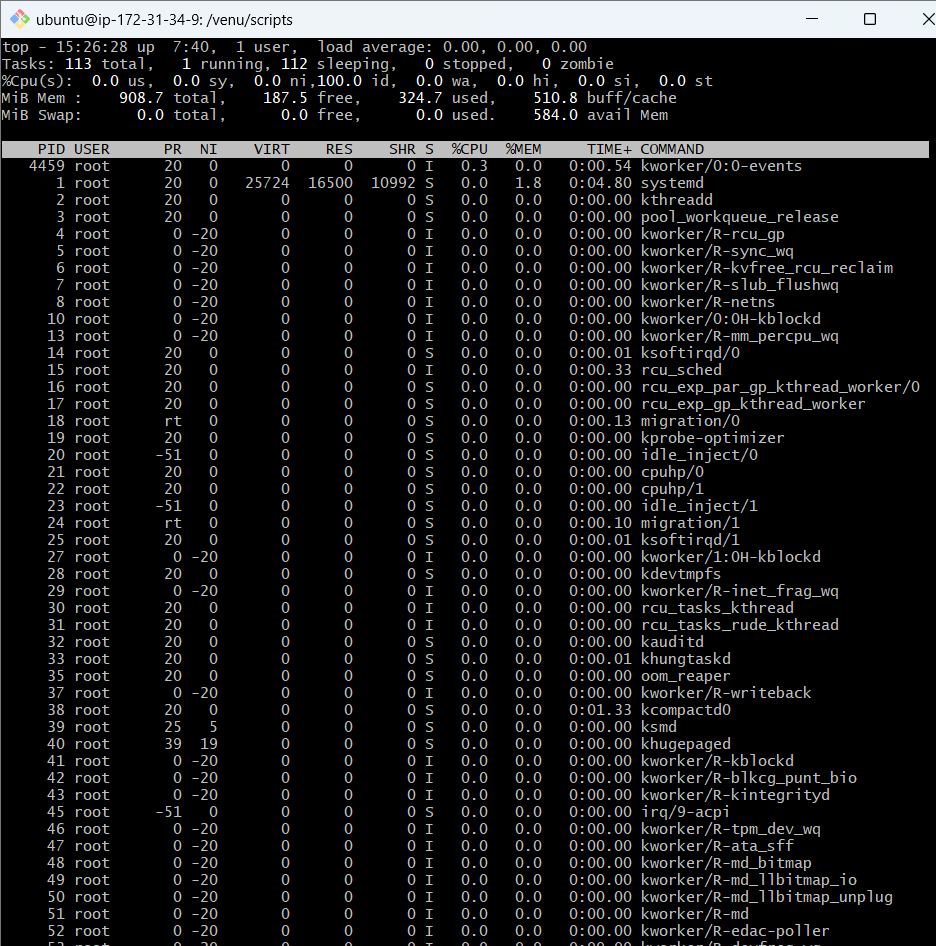 ubuntu@ip-172-31-34-9: /venu/scripts
top - 15:26:28 up  7:40,  1 user,  load average: 0.00, 0.00, 0.00
Tasks: 113 total,   1 running, 112 sleeping,   0 stopped,   0 zombie
%Cpu(s):  0.0 us,  0.0 sy,  0.0 ni,100.0 id,  0.0 wa,  0.0 hi,  0.0 si,  0.0 st
MiB Mem :    908.7 total,    187.5 free,    324.7 used,    510.8 buff/cache
MiB Swap:      0.0 total,      0.0 free,      0.0 used.    584.0 avail Mem
PID USER      PR  NI    VIRT    RES    SHR S  %CPU  %MEM     TIME+ COMMAND
4459 root      20   0       0      0      0 I   0.3   0.0   0:00.54 kworker/0:0-events
1 root      20   0   25724  16500  10992 S   0.0   1.8   0:04.80 systemd
2 root      20   0       0      0      0 S   0.0   0.0   0:00.00 kthreadd
3 root      20   0       0      0      0 S   0.0   0.0   0:00.00 pool_workqueue_release
4 root       0 -20       0      0      0 I   0.0   0.0   0:00.00 kworker/R-rcu_gp
5 root       0 -20       0      0      0 I   0.0   0.0   0:00.00 kworker/R-sync_wq
6 root       0 -20       0      0      0 I   0.0   0.0   0:00.00 kworker/R-kvfree_rcu_reclaim
7 root       0 -20       0      0      0 I   0.0   0.0   0:00.00 kworker/R-slub_flushwq
8 root       0 -20       0      0      0 I   0.0   0.0   0:00.00 kworker/R-netns
10 root       0 -20       0      0      0 I   0.0   0.0   0:00.00 kworker/0:0H-kblockd
13 root       0 -20       0      0      0 I   0.0   0.0   0:00.00 kworker/R-mm_percpu_wq
14 root      20   0       0      0      0 S   0.0   0.0   0:00.01 ksoftirqd/0
15 root      20   0       0      0      0 I   0.0   0.0   0:00.33 rcu_sched
16 root      20   0       0      0      0 S   0.0   0.0   0:00.00 rcu_exp_par_gp_kthread_worker/0
17 root      20   0       0      0      0 S   0.0   0.0   0:00.00 rcu_exp_gp_kthread_worker
18 root      rt   0       0      0      0 S   0.0   0.0   0:00.13 migration/0
19 root      20   0       0      0      0 S   0.0   0.0   0:00.00 kprobe-optimizer
20 root     -51   0       0      0      0 S   0.0   0.0   0:00.00 idle_inject/0
21 root      20   0       0      0      0 S   0.0   0.0   0:00.00 cpuhp/0
22 root      20   0       0      0      0 S   0.0   0.0   0:00.00 cpuhp/1
23 root     -51   0       0      0      0 S   0.0   0.0   0:00.00 idle_inject/1
24 root      rt   0       0      0      0 S   0.0   0.0   0:00.10 migration/1
25 root      20   0       0      0      0 S   0.0   0.0   0:00.01 ksoftirqd/1
27 root       0 -20       0      0      0 I   0.0   0.0   0:00.00 kworker/1:0H-kblockd
28 root      20   0       0      0      0 S   0.0   0.0   0:00.00 kdevtmpfs
29 root       0 -20       0      0      0 I   0.0   0.0   0:00.00 kworker/R-inet_frag_wq
30 root      20   0       0      0      0 I   0.0   0.0   0:00.00 rcu_tasks_kthread
31 root      20   0       0      0      0 I   0.0   0.0   0:00.00 rcu_tasks_rude_kthread
32 root      20   0       0      0      0 S   0.0   0.0   0:00.00 kauditd
33 root      20   0       0      0      0 S   0.0   0.0   0:00.01 khungtaskd
35 root      20   0       0      0      0 S   0.0   0.0   0:00.00 oom_reaper
37 root       0 -20       0      0      0 I   0.0   0.0   0:00.00 kworker/R-writeback
38 root      20   0       0      0      0 S   0.0   0.0   0:01.33 kcompactd0
39 root      25   5       0      0      0 S   0.0   0.0   0:00.00 ksmd
40 root      39  19       0      0      0 S   0.0   0.0   0:00.00 khugepaged
41 root       0 -20       0      0      0 I   0.0   0.0   0:00.00 kworker/R-kblockd
42 root       0 -20       0      0      0 I   0.0   0.0   0:00.00 kworker/R-blkcg_punt_bio
43 root       0 -20       0      0      0 I   0.0   0.0   0:00.00 kworker/R-kintegrityd
45 root     -51   0       0      0      0 S   0.0   0.0   0:00.00 irq/9-acpi
46 root       0 -20       0      0      0 I   0.0   0.0   0:00.00 kworker/R-tpm_dev_wq
47 root       0 -20       0      0      0 I   0.0   0.0   0:00.00 kworker/R-ata_sff
48 root       0 -20       0      0      0 I   0.0   0.0   0:00.00 kworker/R-md_bitmap
49 root       0 -20       0      0      0 I   0.0   0.0   0:00.00 kworker/R-md_llbitmap_io
50 root       0 -20       0      0      0 I   0.0   0.0   0:00.00 kworker/R-md_llbitmap_unplug
51 root       0 -20       0      0      0 I   0.0   0.0   0:00.00 kworker/R-md
52 root       0 -20       0      0      0 I   0.0   0.0   0:00.00 kworker/R-edac-poller